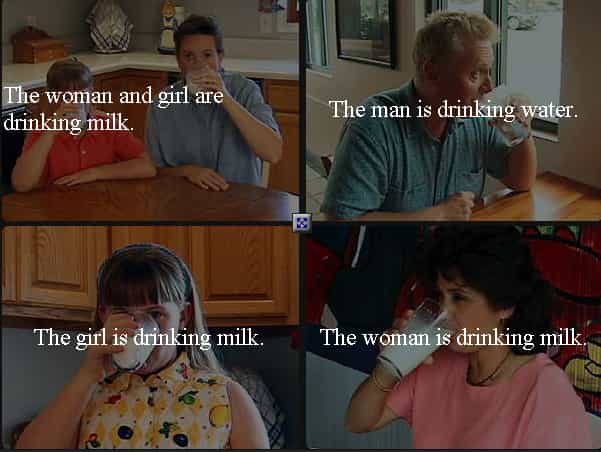 The woman and girl are
drinking milk.
The man is drinking water.
The girl is drinking milk.
The woman is drinking milk.